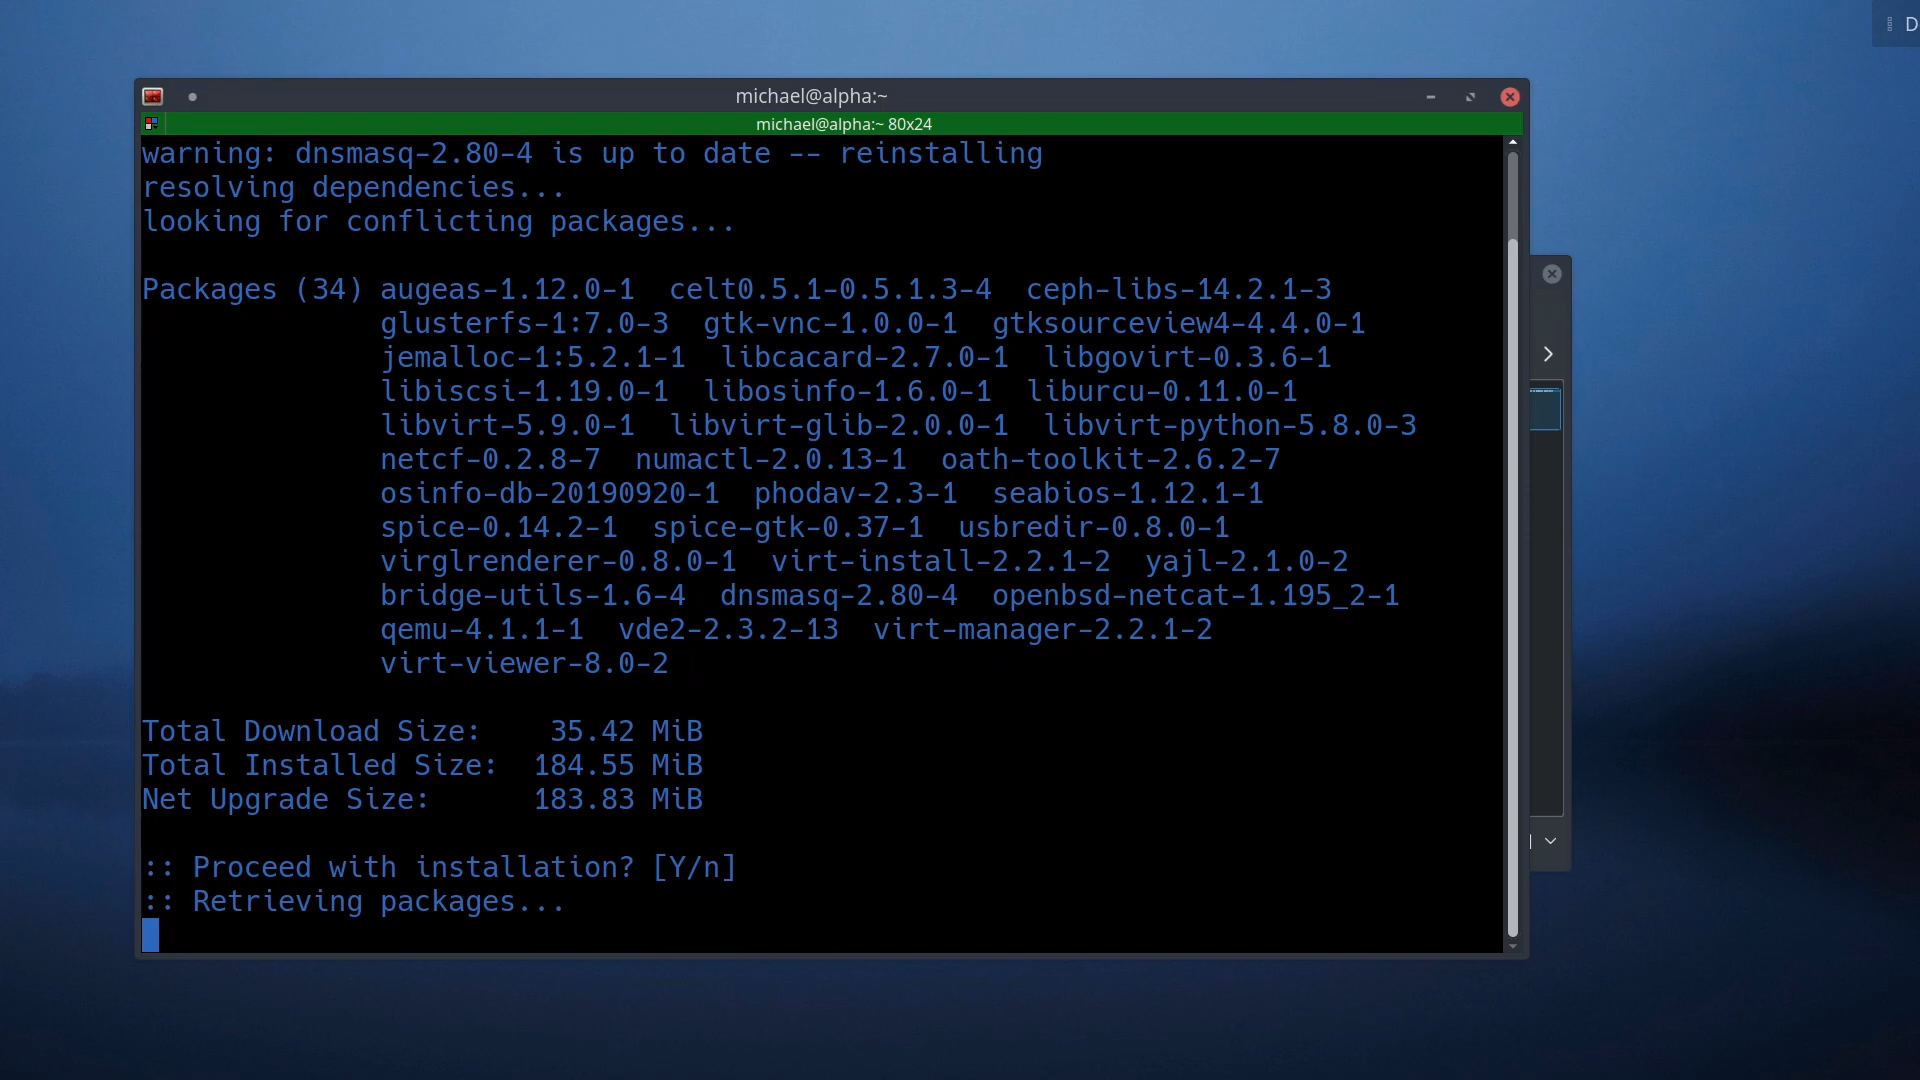 D
michael@alpha:~
michael@alpha:~ 80x24
warning: dnsmasq-2.80-4 is up to date -- reinstalling
resolving dependencies...
looking for conflicting packages...
Packages (34) augeas-1.12.0-1  celt0.5.1-0.5.1.3-4  ceph-libs-14.2.1-3
glusterfs-1:7.0-3  gtk-vnc-1.0.0-1  gtksourceview4-4.4.0-1
jemalloc-1:5.2.1-1  libcacard-2.7.0-1  libgovirt-0.3.6-1
libiscsi-1.19.0-1  libosinfo-1.6.0-1  liburcu-0.11.0-1
libvirt-5.9.0-1  libvirt-glib-2.0.0-1  libvirt-python-5.8.0-3
netcf-0.2.8-7  numactl-2.0.13-1  oath-toolkit-2.6.2-7
osinfo-db-20190920-1  phodav-2.3-1  seabios-1.12.1-1
spice-0.14.2-1  spice-gtk-0.37-1  usbredir-0.8.0-1
virglrenderer-0.8.0-1  virt-install-2.2.1-2  yajl-2.1.0-2
bridge-utils-1.6-4  dnsmasq-2.80-4  openbsd-netcat-1.195_2-1
qemu-4.1.1-1  vde2-2.3.2-13  virt-manager-2.2.1-2
virt-viewer-8.0-2
Total Download Size:    35.42 MiB
Total Installed Size:  184.55 MiB
Net Upgrade Size:      183.83 MiB
:: Proceed with installation? [Y/n]
:: Retrieving packages...